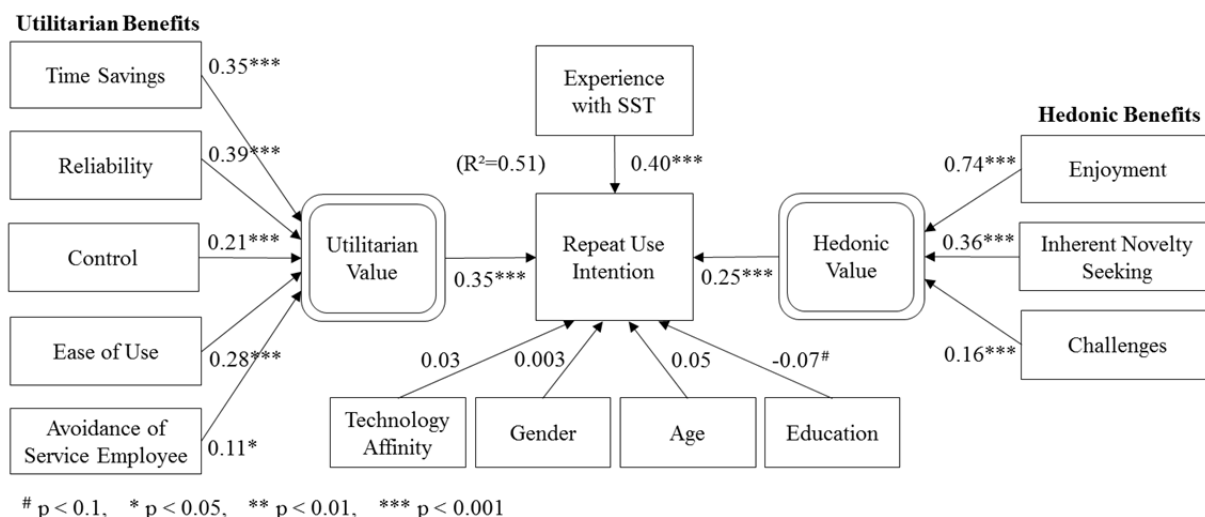 Utilitarian Benefits
Time Savings
0.35***
Reliability
0.39***
Control
0.21***
Ease of Use
0.28***
Avoidance of
Service Employee
0.11*
Utilitarian
Value
0.35***
Experience
with SST
(R²=0.51)
0.40***
Repeat Use
Intention
0.03
0.003
0.05
-0.07#
Technology
Affinity
Gender
Age
Education
0.25***
Hedonic
Value
Hedonic Benefits
0.74***
Enjoyment
0.36***
Inherent Novelty
Seeking
0.16***
Challenges
# p < 0.1, * p < 0.05, ** p < 0.01, *** p < 0.001